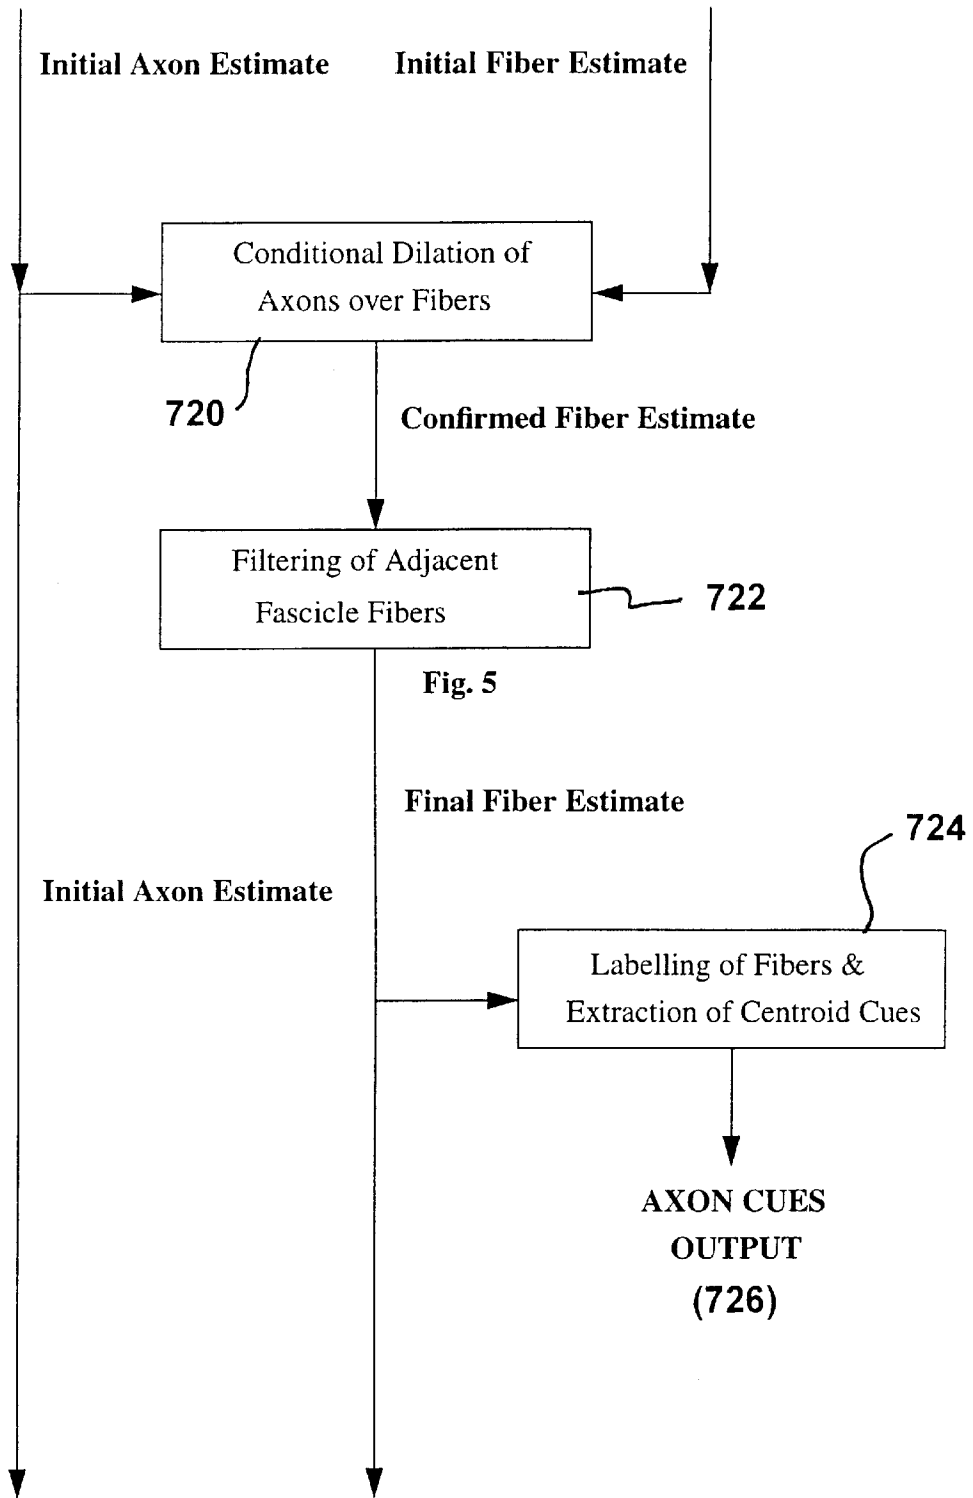 Initial Axon Estimate
Initial Fiber Estimate
Conditional Dilation of
Axons over Fibers
720
Confirmed Fiber Estimate
Filtering of Adjacent
Fascicle Fibers
722
Fig. 5
Final Fiber Estimate
724
Initial Axon Estimate
Labelling of Fibers &
Extraction of Centroid Cues
AXON CUES
OUTPUT
(726)